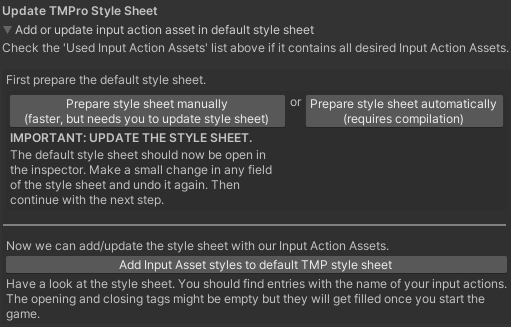 Update TMPro Style Sheet
Add or update input action asset in default style sheet
Check the 'Used Input Action Assets' list above if it contains all desired Input Action Assets.
First prepare the default style sheet.
Prepare style sheet manually
(faster, but needs you to update style sheet)
or
Prepare style sheet automatically
(requires compilation)
IMPORTANT: UPDATE THE STYLE SHEET.
The default style sheet should now be open in
the inspector. Make a small change in any field
of the style sheet and undo it again. Then
continue with the next step.
Now we can add/update the style sheet with our Input Action Assets.
Add Input Asset styles to default TMP style sheet
Have a look at the style sheet. You should find entries with the name of your input actions.
The opening and closing tags might be empty but they will get filled once you start the
game.